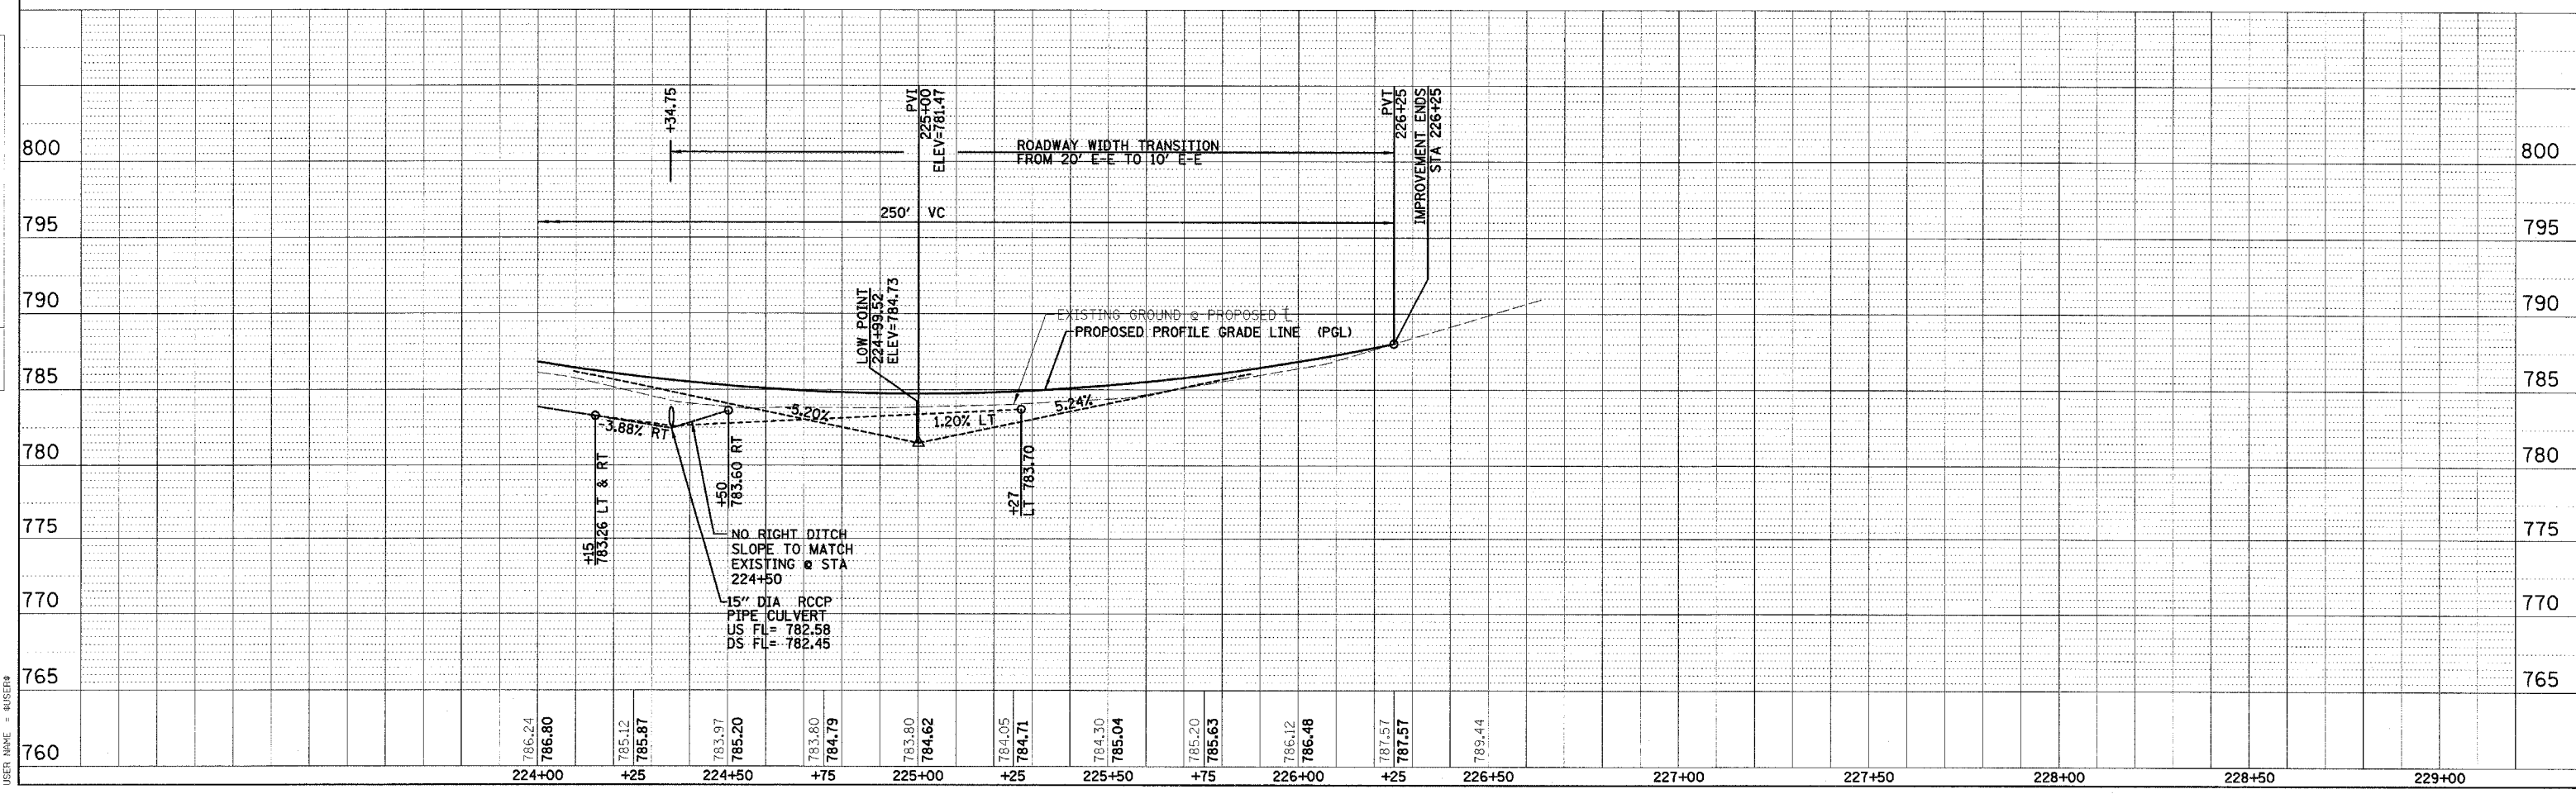 +34.75
PVI
225+00
ELEV=781.47
PVT
226+25
IMPROVEMENT ENDS
STA 226+25
ROADWAY WIDTH TRANSITION
FROM 20' E-E TO 10' E-E
800
800
250' VC
795
795
LOW POINT
224+99.52
ELEV=784.73
790
790
EXISTING GROUND @ PROPOSED
PROPOSED PROFILE GRADE LINE (PGL)
785
785
-5.20%
5.24%
1.20% LT
-3.88% RT
780
780
+15
783.26 LT & RT
+50
783.60 RT
+27
LT 783.70
775
775
NO RIGHT DITCH
SLOPE TO MATCH
EXISTING @ STA
224+50
770
770
15" DIA RCCP
PIPE CULVERT
US FL= 782.58
DS FL= 782.45
765
765
760
786.24
786.80
785.12
785.87
783.97
785.20
783.80
784.79
783.80
784.62
784.05
784.71
784.30
785.04
785.20
785.63
786.12
786.48
787.57
787.57
789.44
224+00 +25 224+50 +75 225+00 +25 225+50 +75 226+00 +25 226+50 227+00 227+50 228+00 228+50 229+00
USER NAME = $USER$